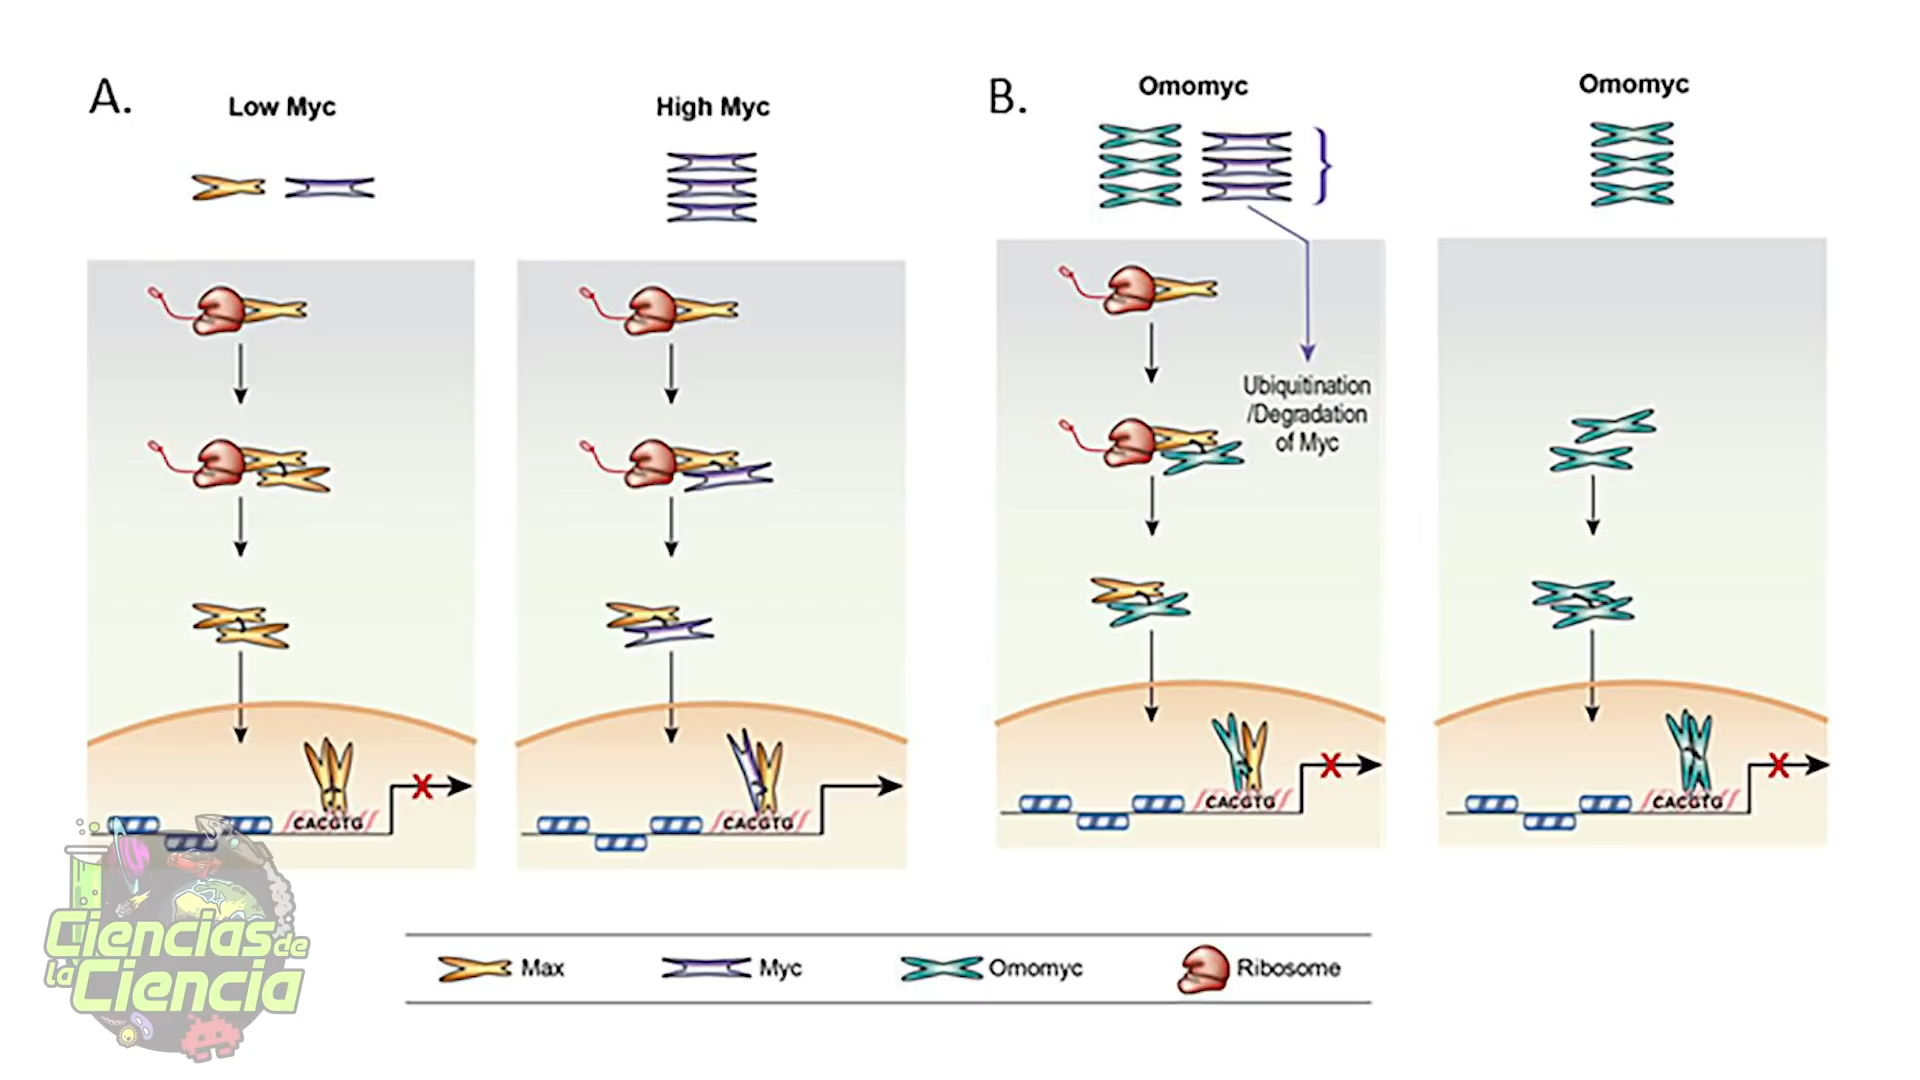 A.
Low Myc
High Myc
B.
Omomyc
Omomyc
Ubiquitination
/Degradation
of Myc
X
X
X
CACGTG
CACGTG
CACGTG
CACGTG
Max
Myc
Omomyc
Ribosome
Ciencias de
la Ciencia